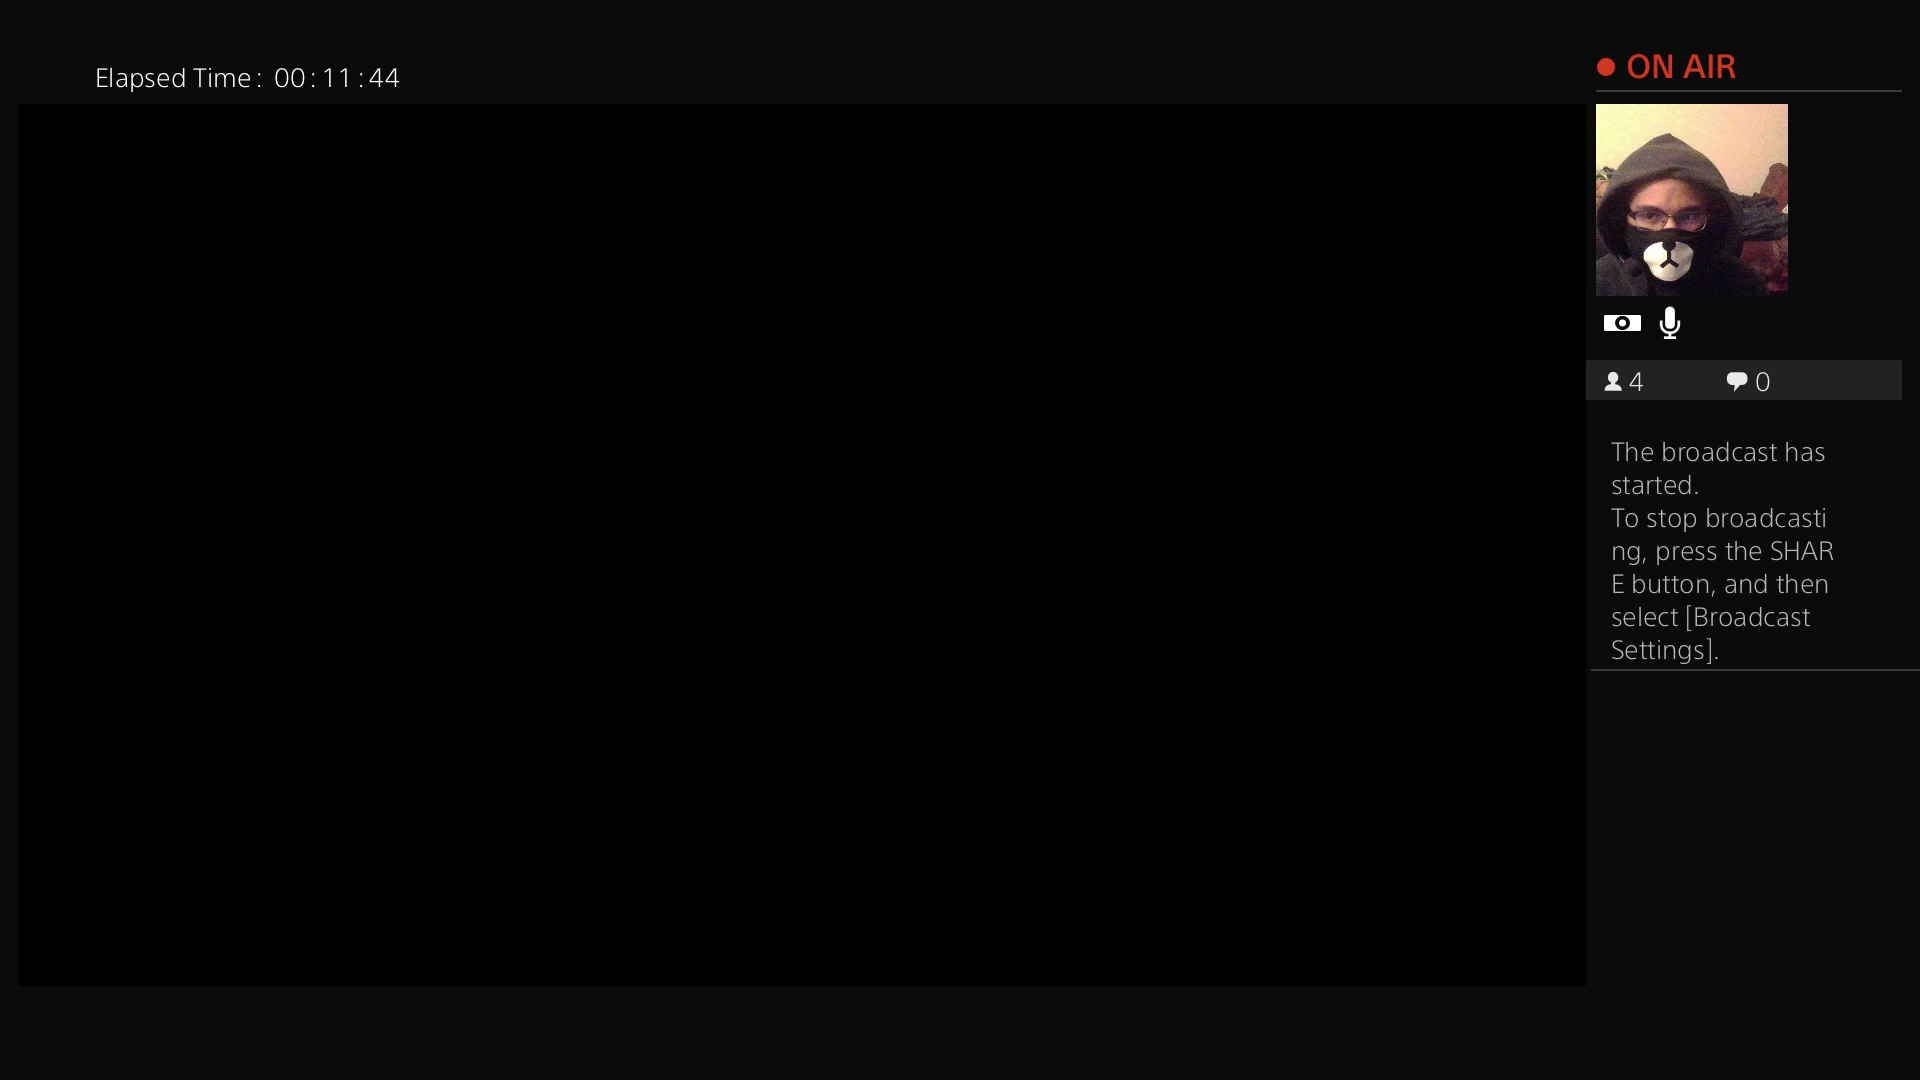 Elapsed Time: 00:11:44
ON AIR
4 0
The broadcast has
started.
To stop broadcasti
ng, press the SHAR
E button, and then
select [Broadcast
Settings].